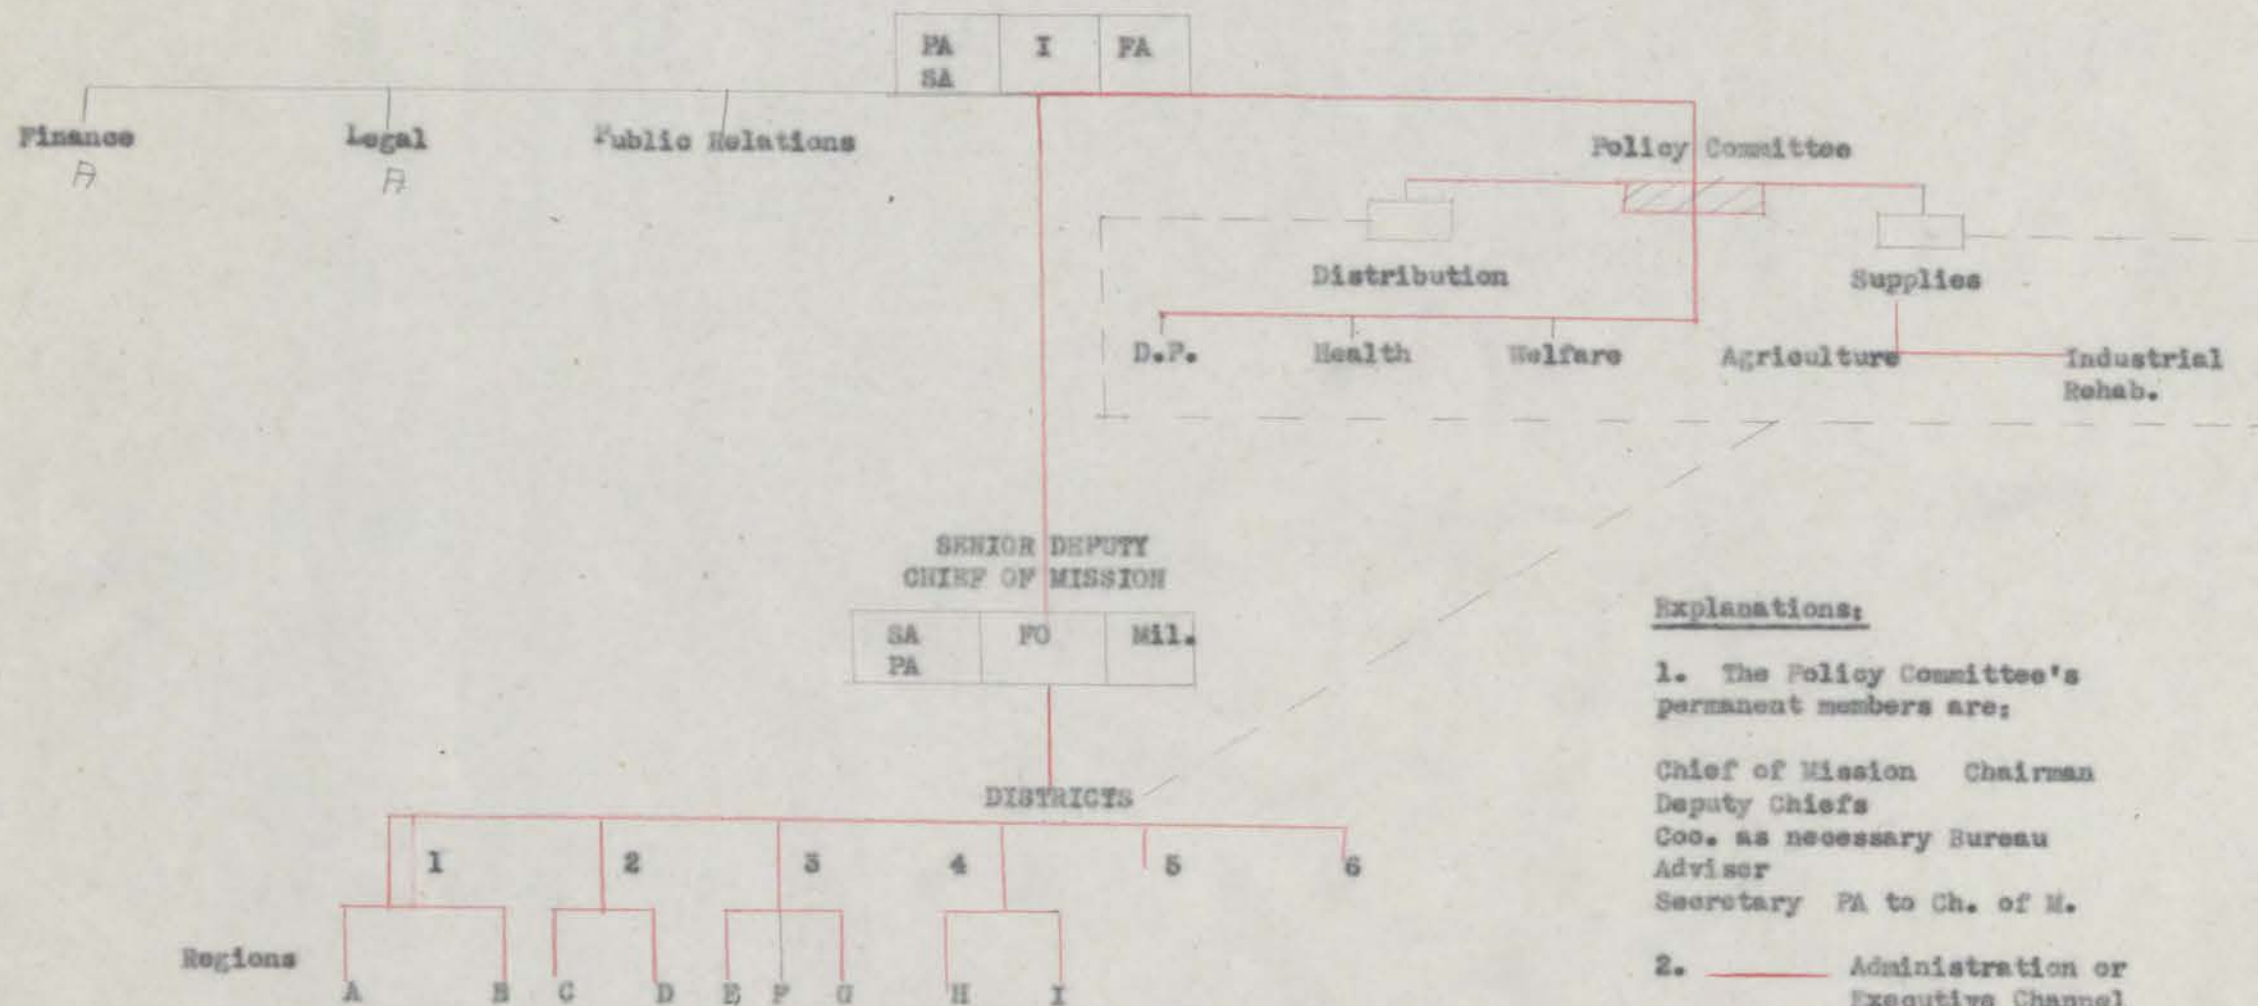 PA I FA
SA
Finance Legal Public Relations
A A
Policy Committee
Distribution Supplies
D.P. Health Welfare Agriculture Industrial
Rehab.
SENIOR DEPUTY
CHIEF OF MISSION
SA FO Mil.
PA
DISTRICTS
1 2 3 4 5 6
Regions
A B C D E F G H I
Explanations:
1. The Policy Committee's
permanent members are:
Chief of Mission Chairman
Deputy Chiefs
Coo. as necessary Bureau
Adviser
Secretary PA to Ch. of M.
2. Administration or
Executive Channel